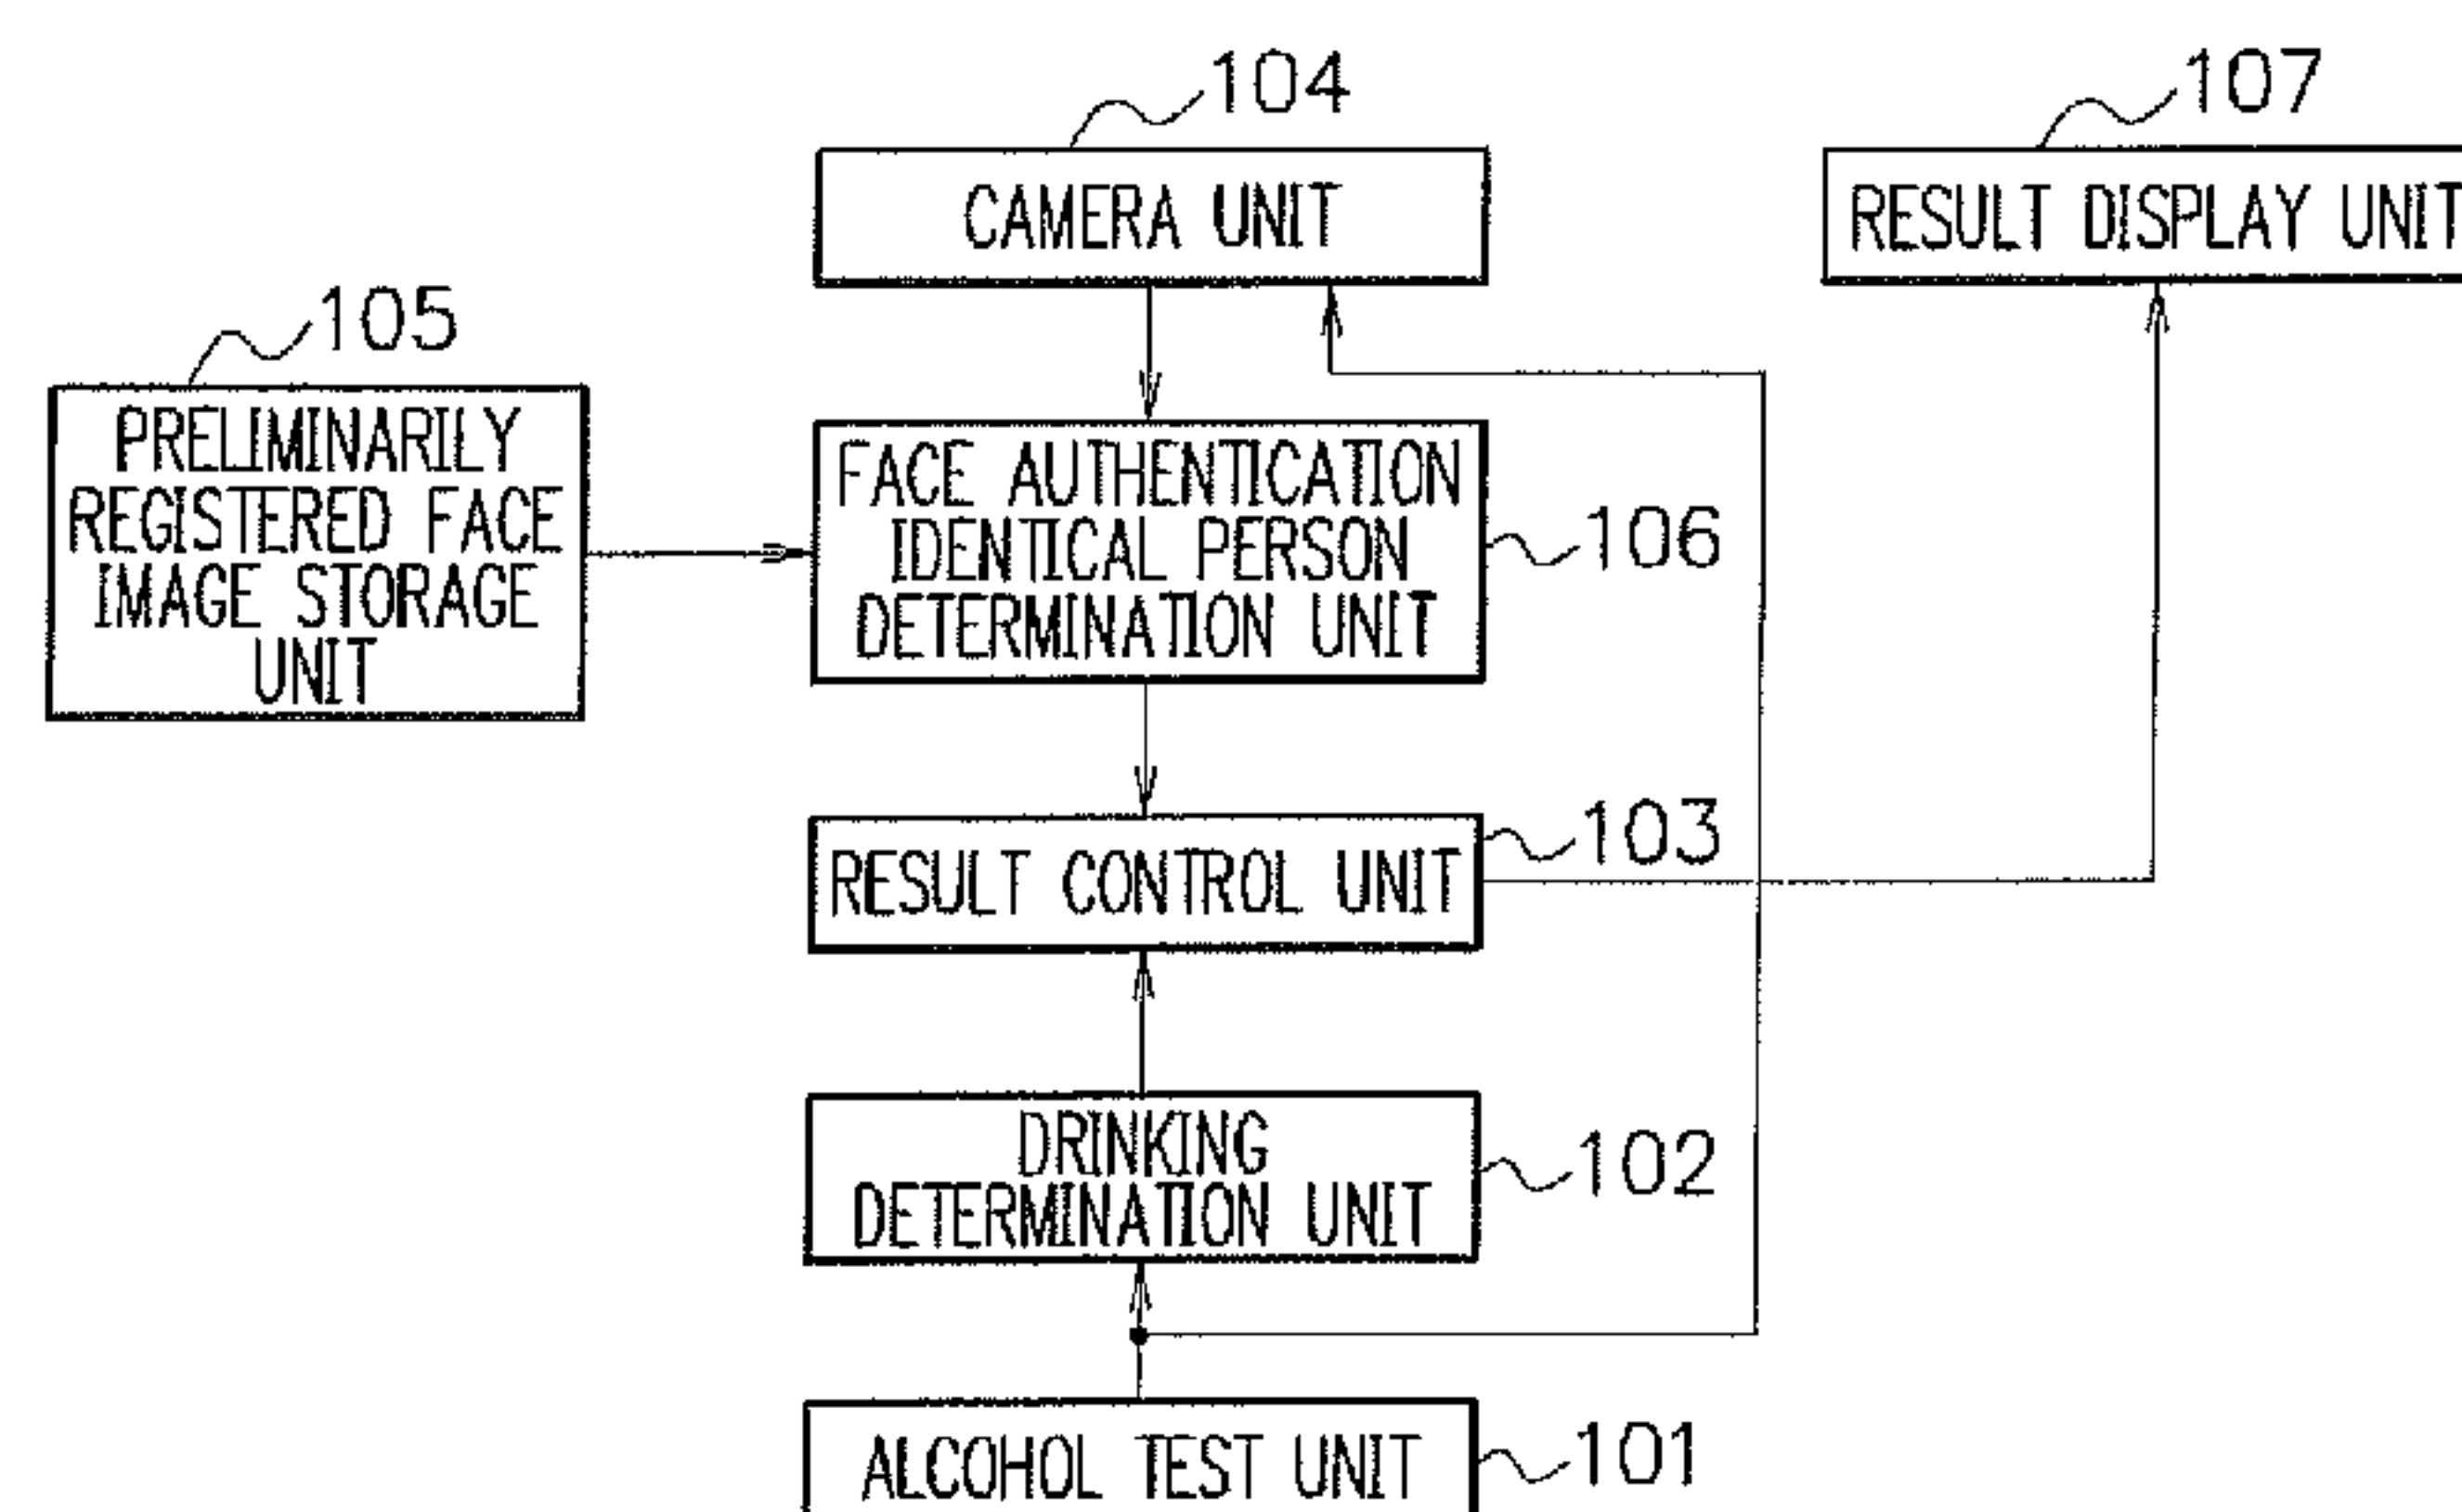 104
CAMERA UNIT
107
RESULT DISPLAY UNIT
105
PRELIMINARILY
REGISTERED FACE
IMAGE STORAGE
UNIT
FACE AUTHENTICATION
IDENTICAL PERSON
DETERMINATION UNIT
106
RESULT CONTROL UNIT
103
DRINKING
DETERMINATION UNIT
102
ALCOHOL TEST UNIT
101